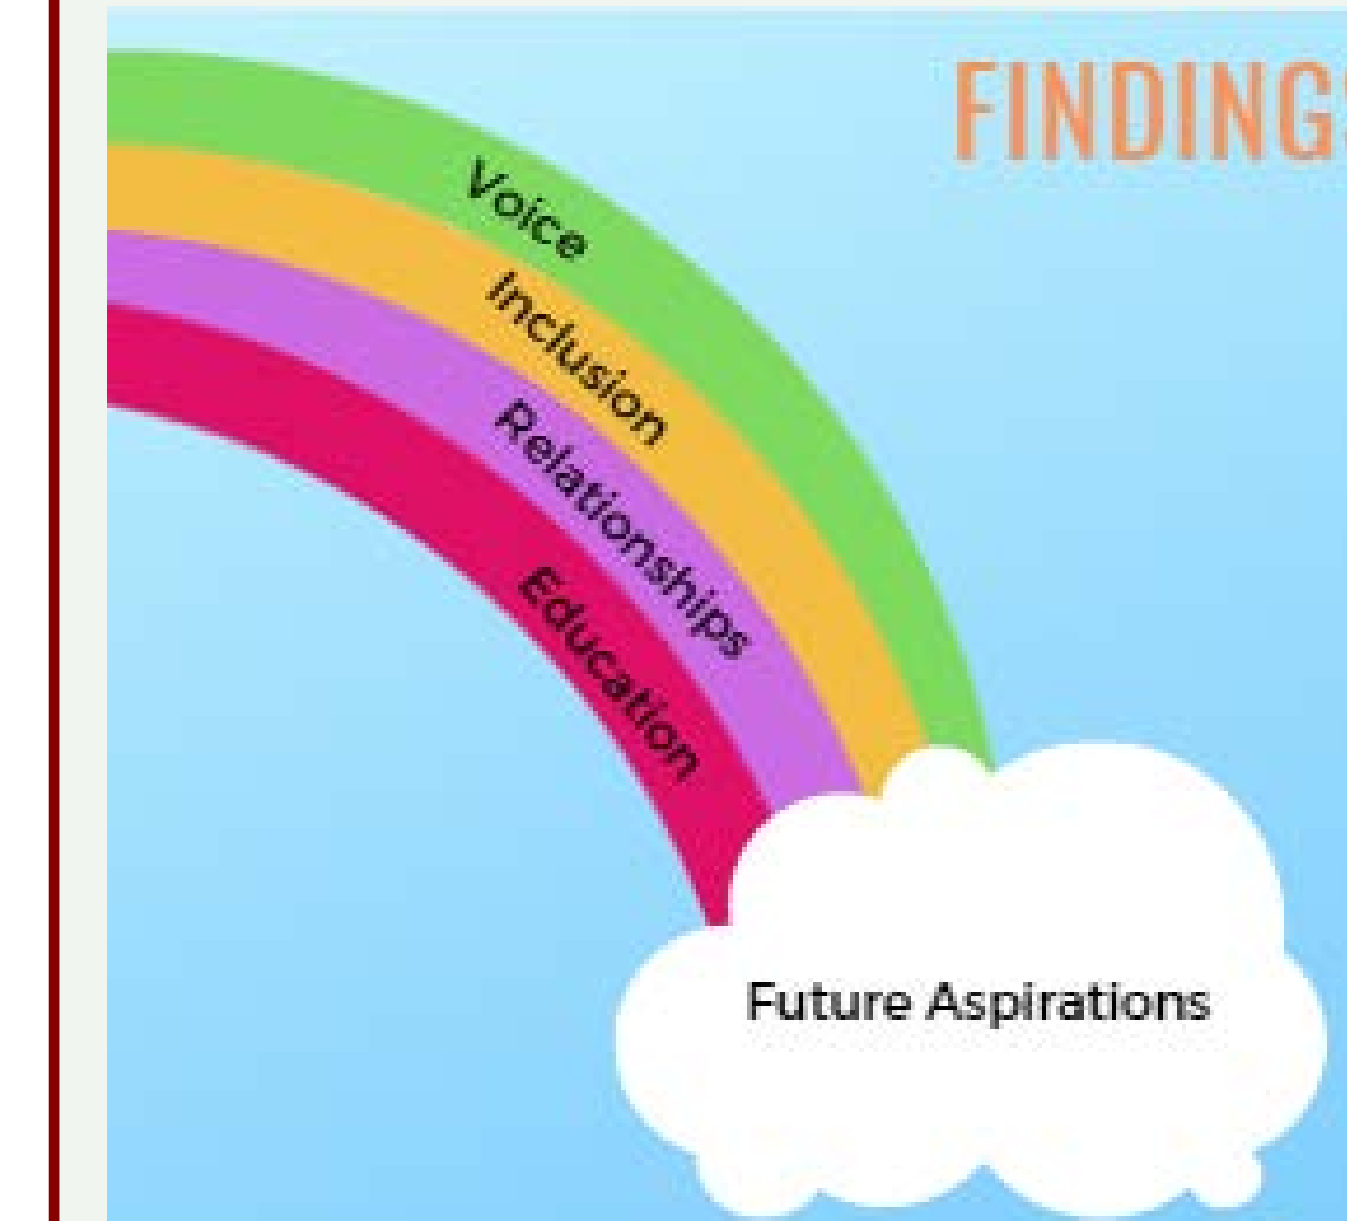 FINDINGS
Voice
Inclusion
Relationships
Education
Future Aspirations